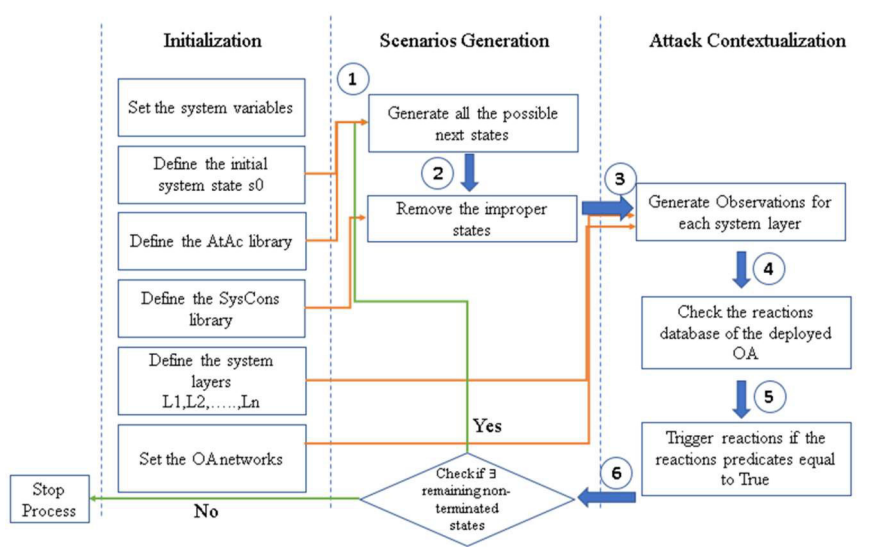 Initialization
Scenarios Generation
Attack Contextualization
Set the system variables
Define the initial
system state s0
Define the AtAc library
Define the SysCons
library
Define the system
layers
L1,L2,…..,Ln
Set the OA networks
1
Generate all the possible
next states
2
Remove the improper
states
3
Generate Observations for
each system layer
4
Check the reactions
database of the deployed
OA
5
Trigger reactions if the
reactions predicates equal
to True
6
Check if ∃
remaining non-
terminated
states
Yes
No
Stop
Process